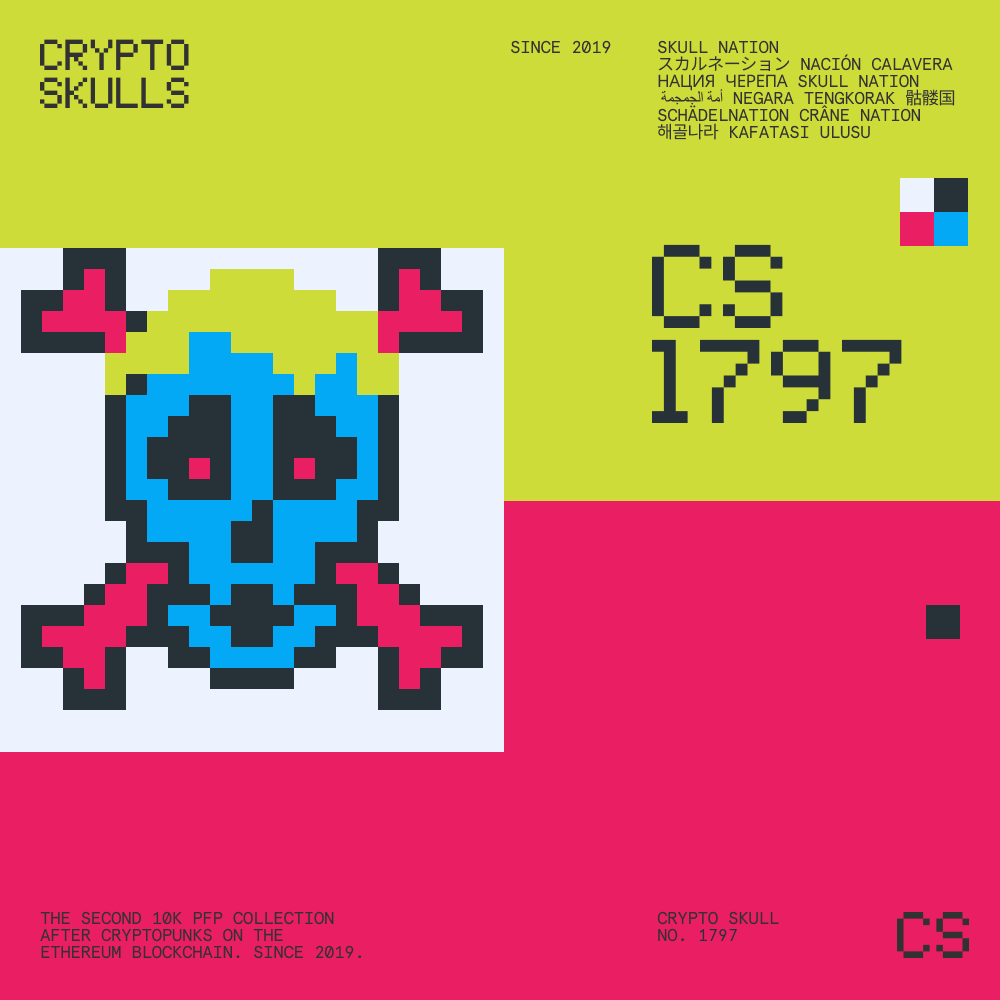 CRYPTO
SKULLS
SINCE 2019
SKULL NATION
スカルネーション NACIÓN CALAVERA
НАЦИЯ ЧЕРЕПА SKULL NATION
أمة الجمجمة NEGARA TENGKORAK 骷髅国
SCHÄDELNATION CRÂNE NATION
해골나라 KAFATASI ULUSU
CS
1797
THE SECOND 10K PFP COLLECTION
AFTER CRYPTOPUNKS ON THE
ETHEREUM BLOCKCHAIN. SINCE 2019.
CRYPTO SKULL
NO. 1797
CS